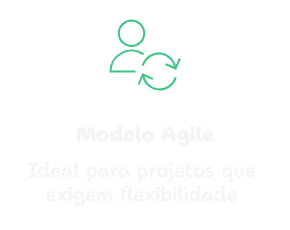 Modelo Agile
Ideal para projetos que
exigem flexibilidade